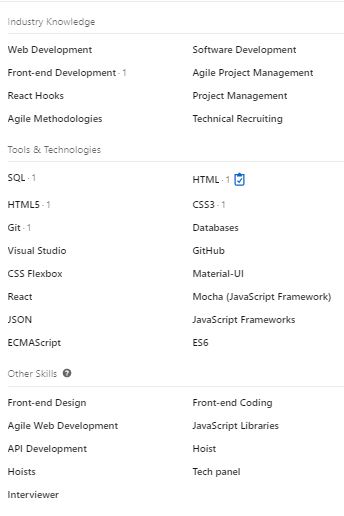 Industry Knowledge
Web Development Software Development
Front-end Development · 1 Agile Project Management
React Hooks Project Management
Agile Methodologies Technical Recruiting
Tools & Technologies
SQL · 1 HTML · 1
HTML5 · 1 CSS3 · 1
Git · 1 Databases
Visual Studio GitHub
CSS Flexbox Material-UI
React Mocha (JavaScript Framework)
JSON JavaScript Frameworks
ECMAScript ES6
Other Skills ?
Front-end Design Front-end Coding
Agile Web Development JavaScript Libraries
API Development Hoist
Hoists Tech panel
Interviewer